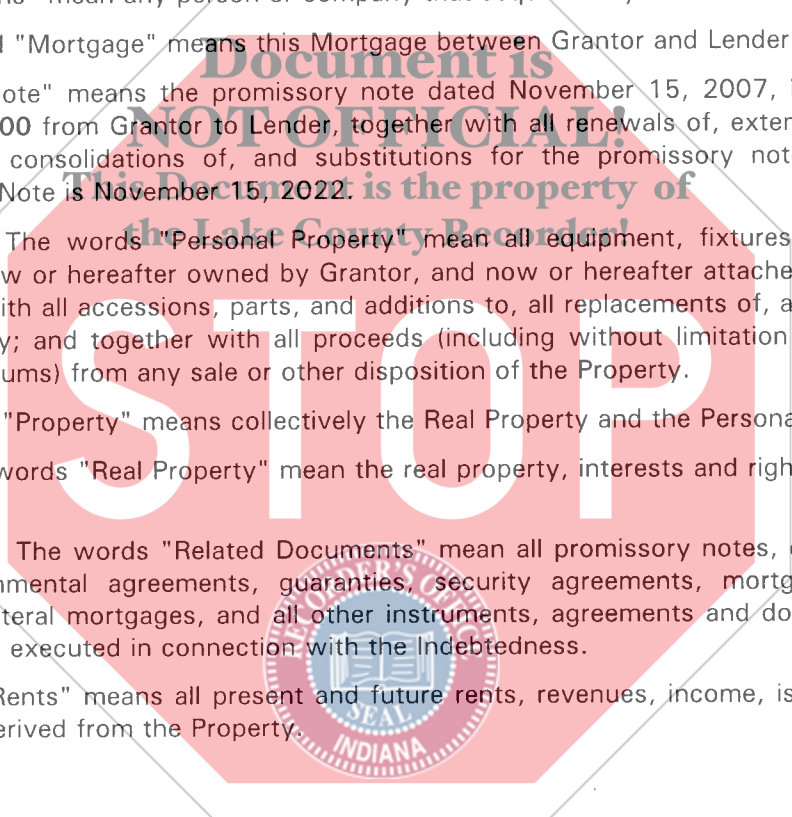 "Mortgage" means this Mortgage between Grantor and Lender
Document is
ote" means the promissory note dated November 15, 2007, i
NOT OFFICIAL!
00 from Grantor to Lender, together with all renewals of, exten
consolidations of, and substitutions for the promissory not
This Document is the property of
Note is November 15, 2022.
the Lake County Recorder!
The words "Personal Property" mean all equipment, fixtures
w or hereafter owned by Grantor, and now or hereafter attache
ith all accessions, parts, and additions to, all replacements of, a
y; and together with all proceeds (including without limitation
ums) from any sale or other disposition of the Property.
STOP
"Property" means collectively the Real Property and the Persona
words "Real Property" mean the real property, interests and righ
The words "Related Documents" mean all promissory notes,
nmental agreements, guaranties, security agreements, mortg
teral mortgages, and all other instruments, agreements and do
executed in connection with the Indebtedness.
RECORDER'S OFFICE
SEAL
INDIANA
Rents" means all present and future rents, revenues, income, is
erived from the Property.